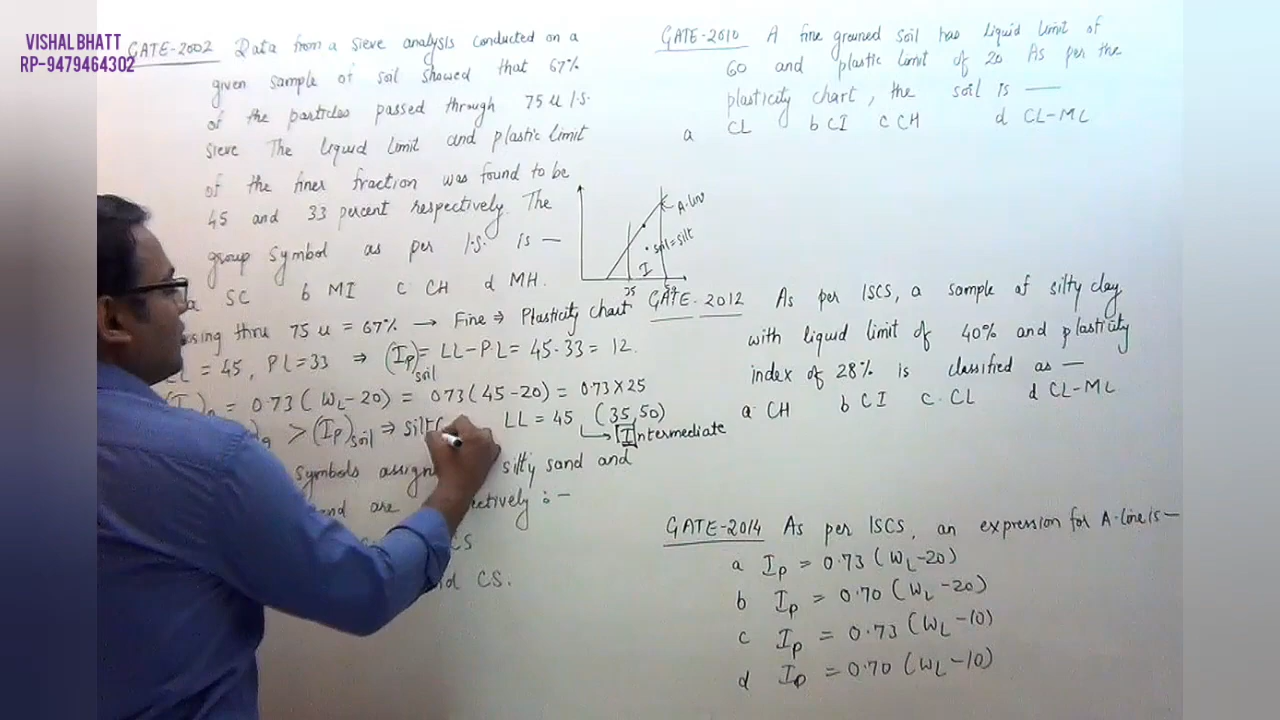 VISHAL BHATT
RP-9479464302
GATE-2002 Data from a sieve analysis conducted on a
given sample of soil showed that 67%
of the particles passed through 75 μ I.S.
sieve The liquid limit and plastic limit
of the finer fraction was found to be
45 and 33 percent respectively. The
group symbol as per I.S. is —
SC b MI c CH d MH.
thru 75 μ = 67% → Fine ⇒ Plasticity chart
= 45, PL = 33 ⇒ (Ip)soil = LL-PL = 45-33 = 12.
= 0.73 (WL-20) = 0.73 (45-20) = 0.73×25
> (Ip)soil ⇒ silt LL = 45 (35,50)
↳ Intermediate
Symbols silty sand and
are :-
CS
CS.
A-line
soil=silt
I
35
GATE-2010 A fine grained soil has liquid limit of
60 and plastic limit of 20 As per the
plasticity chart, the soil is —
a CL b CI c CH d CL-ML
GATE-2012 As per ISCS, a sample of silty clay
with liquid limit of 40% and plasticity
index of 28% is classified as —
a. CH b CI c. CL d CL-ML
GATE-2014 As per ISCS, an expression for A-line is —
a Ip = 0.73 (WL-20)
b Ip = 0.70 (WL-20)
c Ip = 0.73 (WL-10)
d Ip = 0.70 (WL-10)